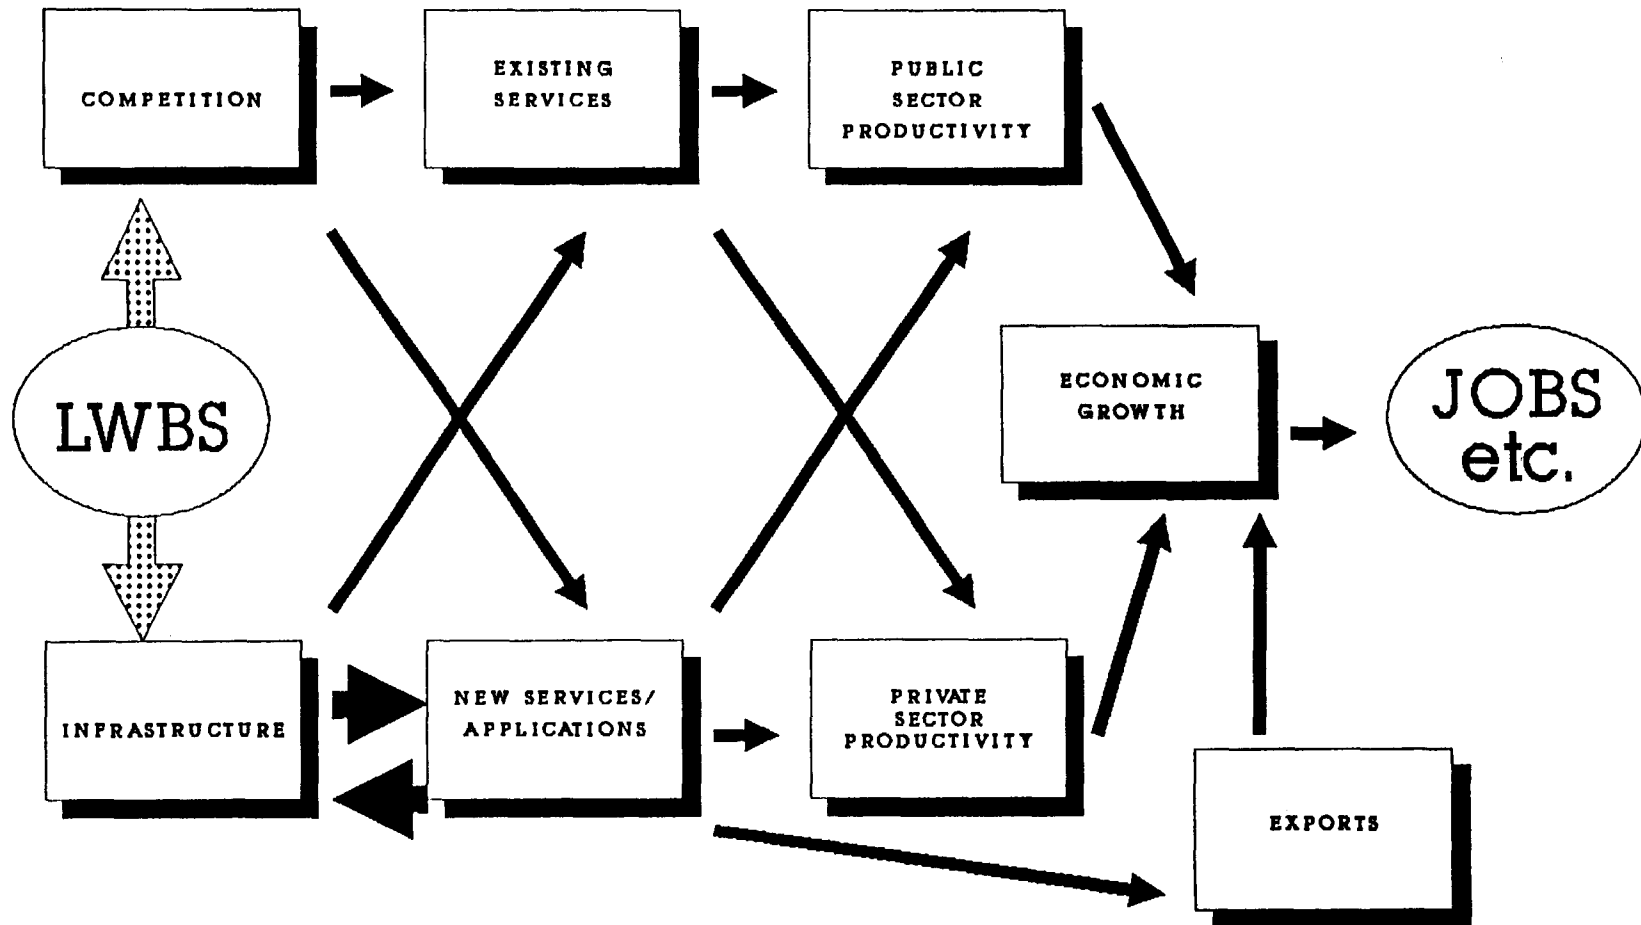 COMPETITION
EXISTING
SERVICES
PUBLIC
SECTOR
PRODUCTIVITY
LWBS
ECONOMIC
GROWTH
JOBS
etc.
INFRASTRUCTURE
NEW SERVICES/
APPLICATIONS
PRIVATE
SECTOR
PRODUCTIVITY
EXPORTS